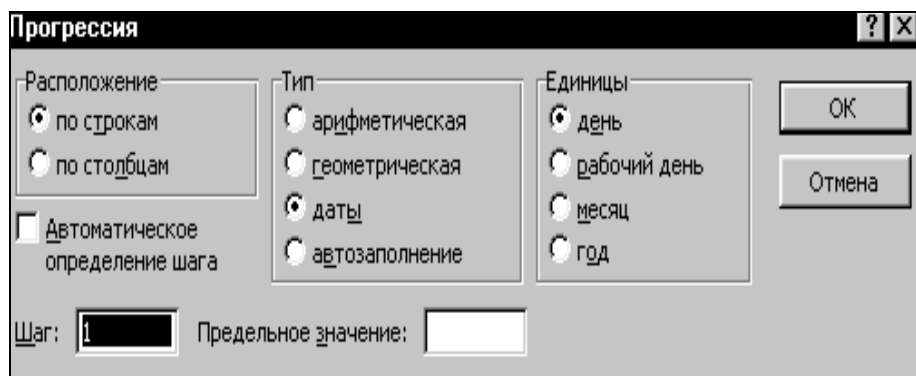 Прогрессия
Расположение
по строкам
по столбцам
Автоматическое
определение шага
Тип
арифметическая
геометрическая
даты
автозаполнение
Единицы
день
рабочий день
месяц
год
ОК
Отмена
Шаг: 1
Предельное значение: